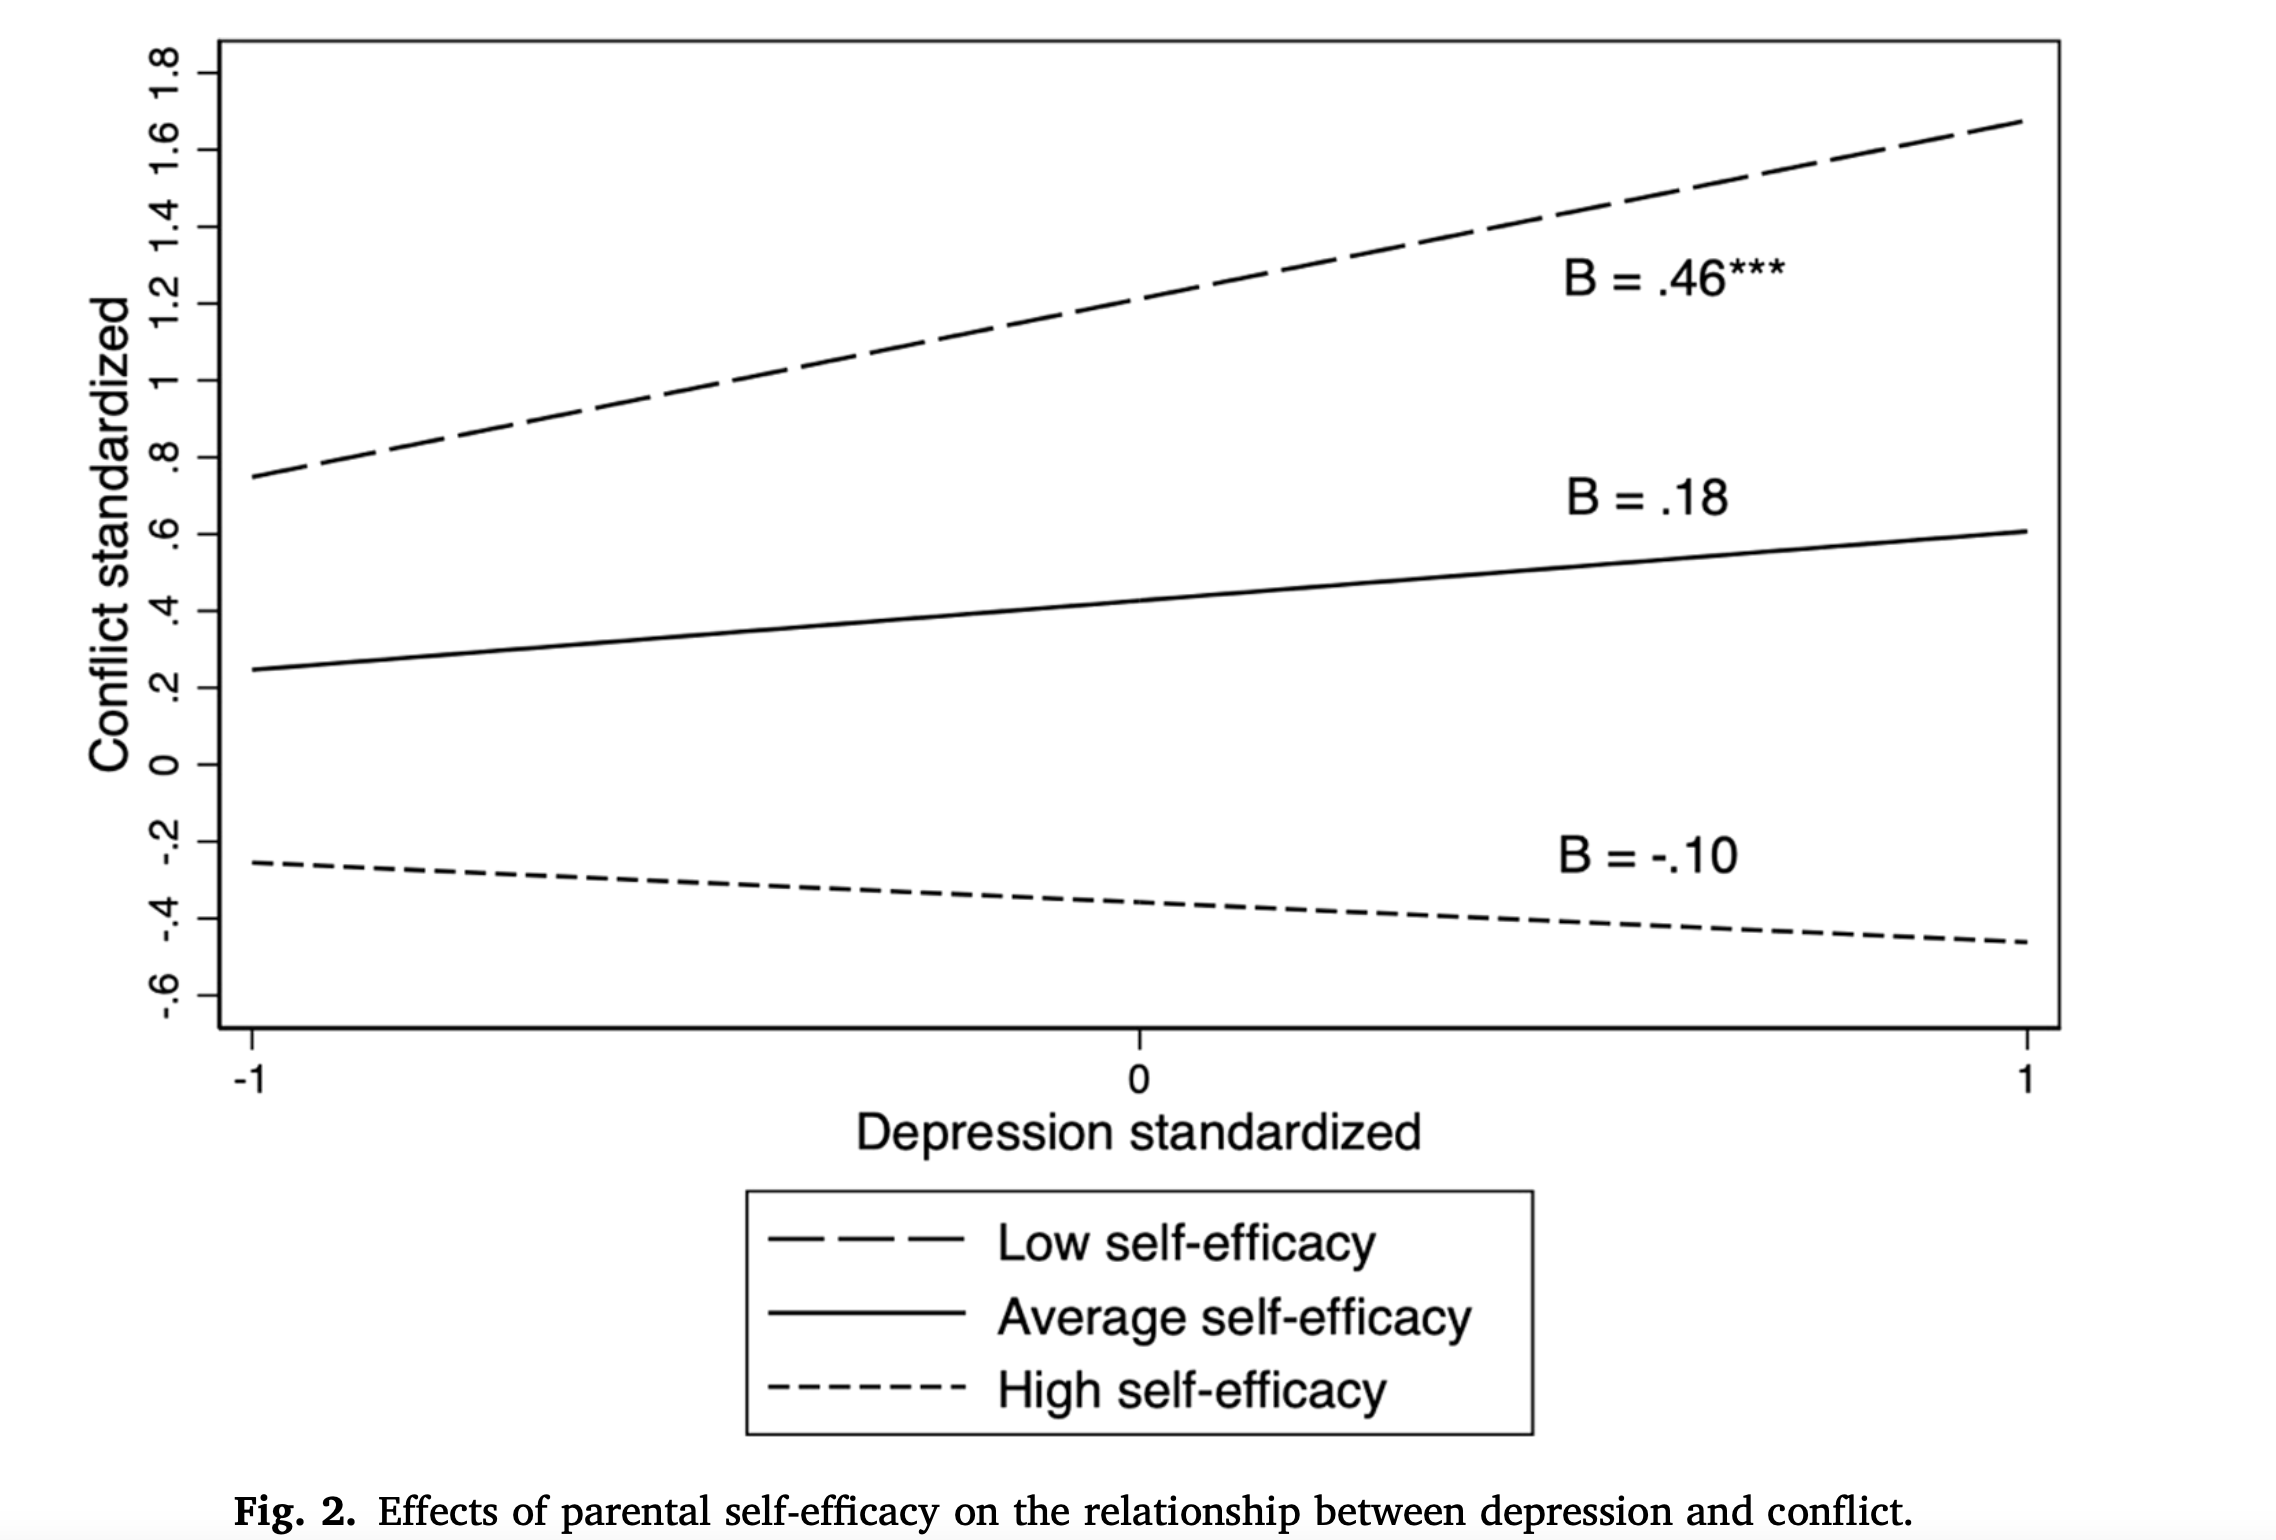 Conflict standardized
1.8
1.6
1.4
1.2
1
.8
.6
.4
.2
0
-.2
-.4
-.6
B = .46***
B = .18
B = -.10
-1 0 1
Depression standardized
Low self-efficacy
Average self-efficacy
High self-efficacy
Fig. 2. Effects of parental self-efficacy on the relationship between depression and conflict.